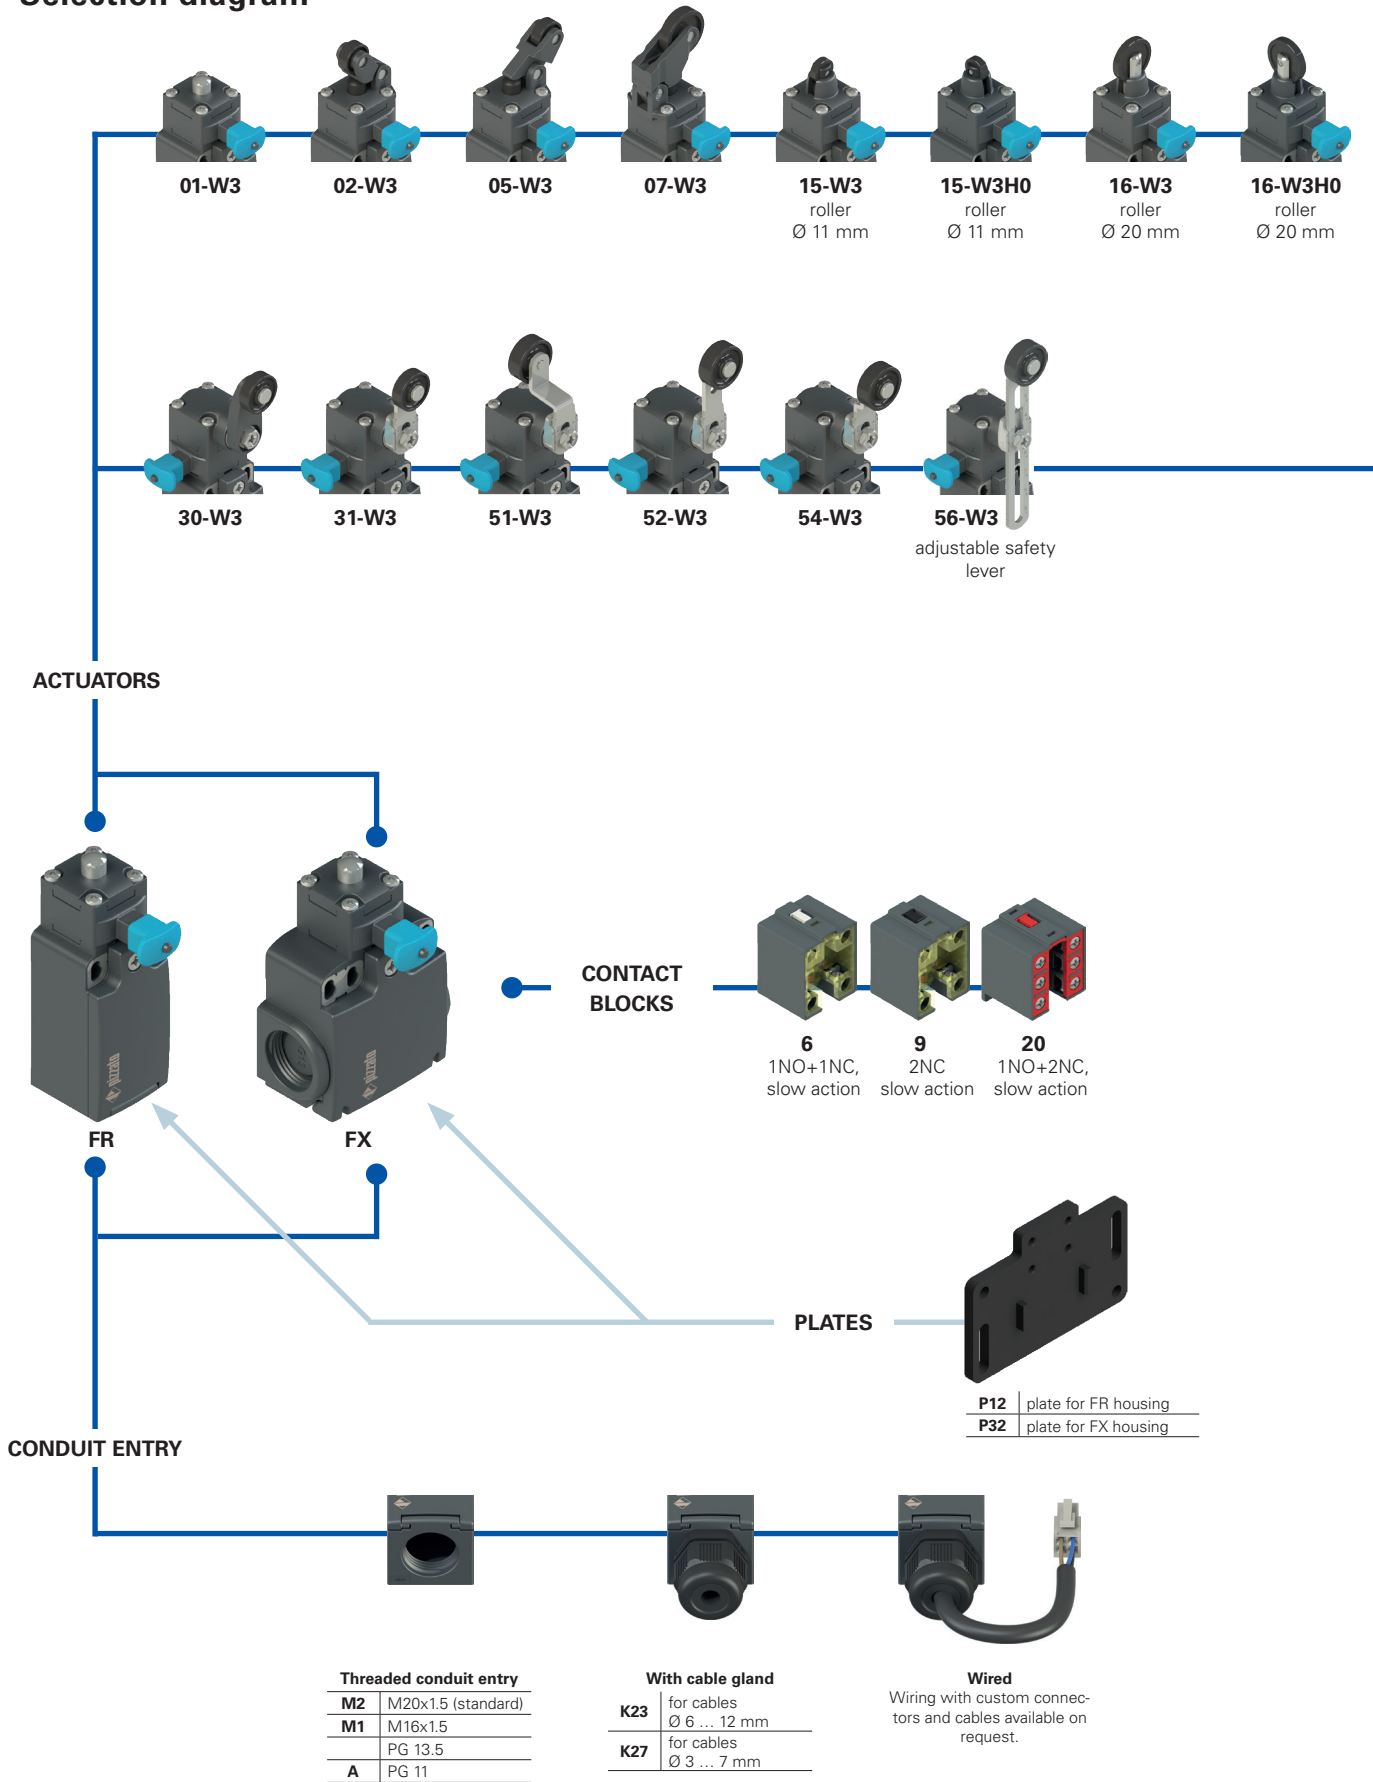 Selection diagram
01-W3
02-W3
05-W3
07-W3
15-W3
roller
Ø 11 mm
15-W3H0
roller
Ø 11 mm
16-W3
roller
Ø 20 mm
16-W3H0
roller
Ø 20 mm
30-W3
31-W3
51-W3
52-W3
54-W3
56-W3
adjustable safety
lever
ACTUATORS
pizzato
pizzato
FR
FX
CONTACT
BLOCKS
6
1NO+1NC,
slow action
9
2NC
slow action
20
1NO+2NC,
slow action
PLATES
P12 plate for FR housing
P32 plate for FX housing
CONDUIT ENTRY
Threaded conduit entry
M2 M20x1.5 (standard)
M1 M16x1.5
PG 13.5
A PG 11
With cable gland
K23 for cables
Ø 6 … 12 mm
K27 for cables
Ø 3 … 7 mm
Wired
Wiring with custom connec-
tors and cables available on
request.